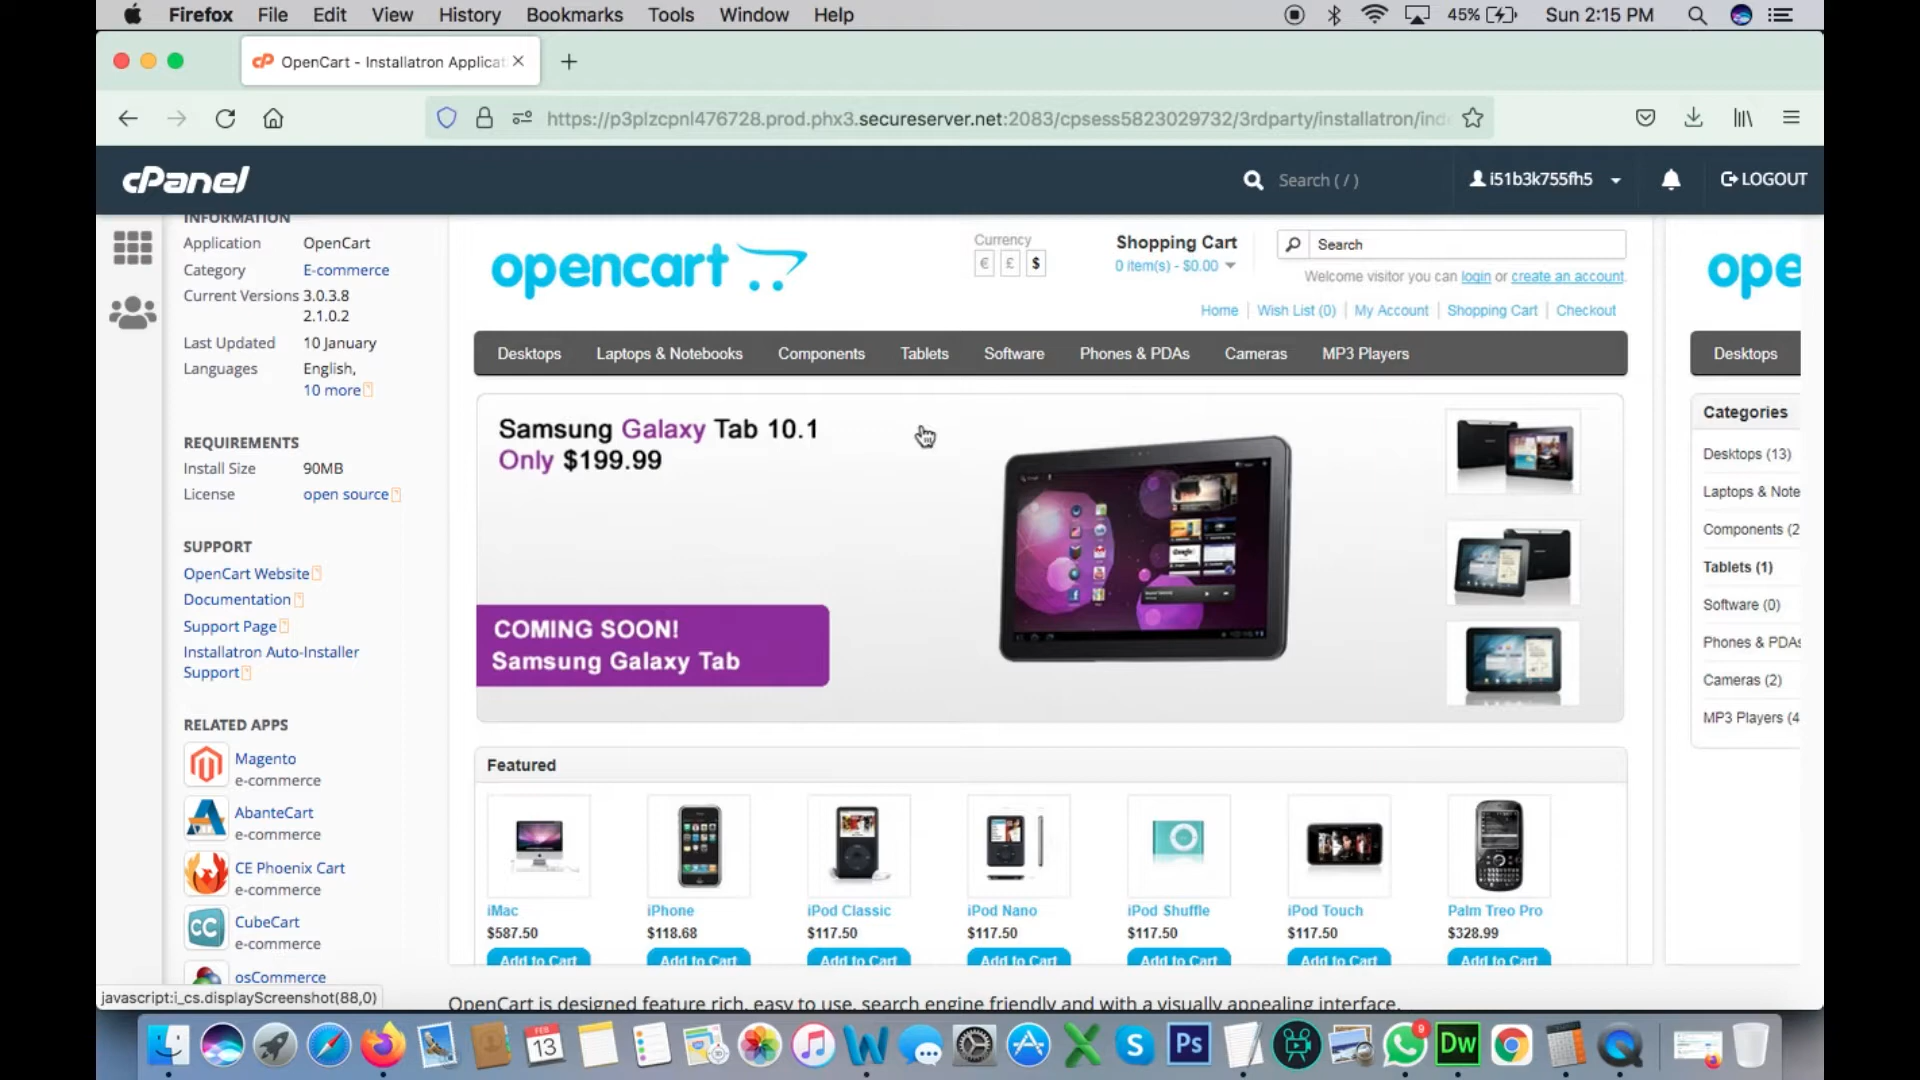 Firefox File Edit View History Bookmarks Tools Window Help
45% Sun 2:15 PM
OpenCart - Installatron Applicat
https://p3plzcpnl476728.prod.phx3.secureserver.net:2083/cpsess5823029732/3rdparty/installatron/inde
cPanel
Search ( / )
i51b3k755fh5
LOGOUT
INFORMATION
Application OpenCart
Category E-commerce
Current Versions 3.0.3.8
2.1.0.2
Last Updated 10 January
Languages English,
10 more
REQUIREMENTS
Install Size 90MB
License open source
SUPPORT
OpenCart Website
Documentation
Support Page
Installatron Auto-Installer
Support
RELATED APPS
Magento
e-commerce
AbanteCart
e-commerce
CE Phoenix Cart
e-commerce
CC
CubeCart
e-commerce
osCommerce
javascript:i_cs.displayScreenshot(88,0)
opencart
Currency
€ £ $
Shopping Cart
0 item(s) - $0.00
Search
Welcome visitor you can login or create an account.
Home Wish List (0) My Account Shopping Cart Checkout
Desktops Laptops & Notebooks Components Tablets Software Phones & PDAs Cameras MP3 Players
Samsung Galaxy Tab 10.1
Only $199.99
COMING SOON!
Samsung Galaxy Tab
Featured
iMac iPhone iPod Classic iPod Nano iPod Shuffle iPod Touch Palm Treo Pro
$587.50 $118.68 $117.50 $117.50 $117.50 $117.50 $328.99
Add to Cart Add to Cart Add to Cart Add to Cart Add to Cart Add to Cart Add to Cart
OpenCart is designed feature rich, easy to use, search engine friendly and with a visually appealing interface.
ope
Desktops
Categories
Desktops (13)
Laptops & Note
Components (2
Tablets (1)
Software (0)
Phones & PDAs
Cameras (2)
MP3 Players (4
FEB
13
Ps
9
Dw